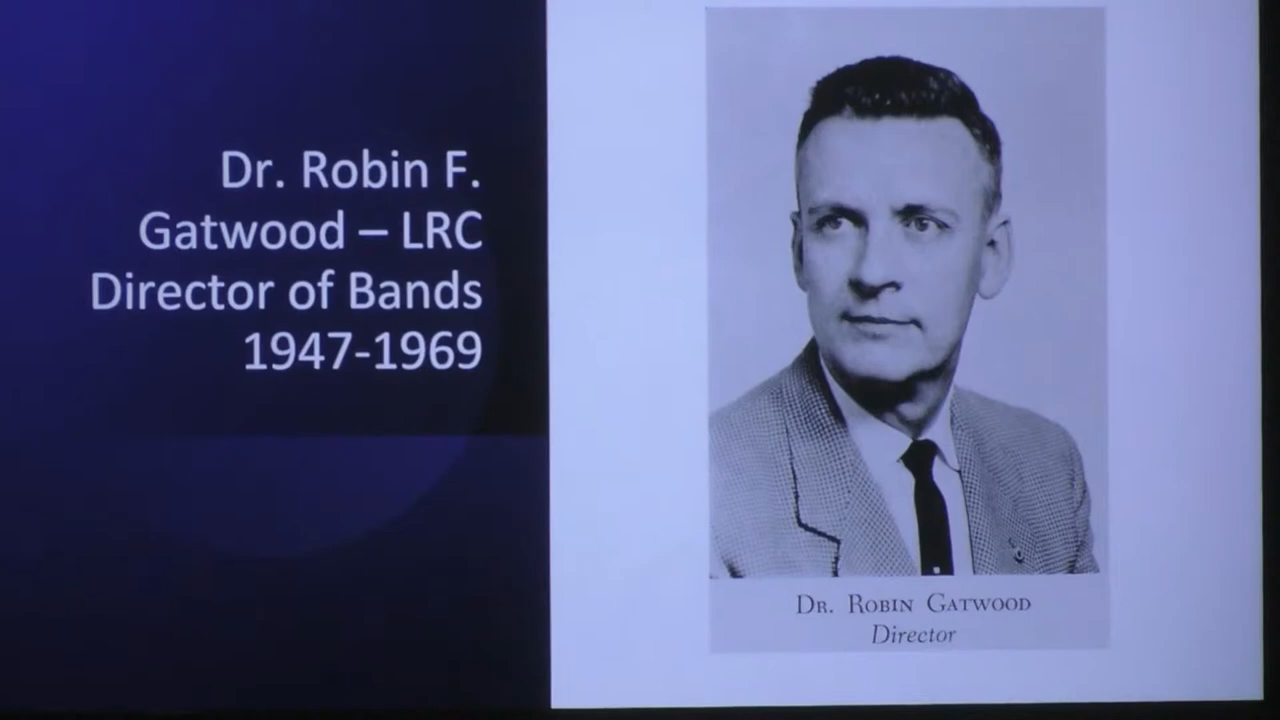 Dr. Robin F.
Gatwood – LRC
Director of Bands
1947-1969
Dr. Robin Gatwood
Director